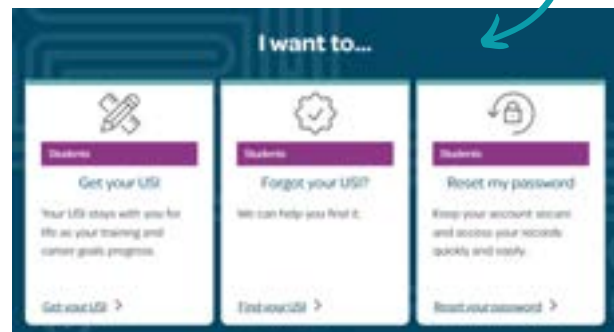 I want to...
Students
Get your USI
Your USI stays with you for
life as your training and
career goals progress.
Get your USI >
Students
Forgot your USI?
We can help you find it.
Find your USI >
Students
Reset my password
Keep your account secure
and access your records
quickly and easily.
Reset your password >